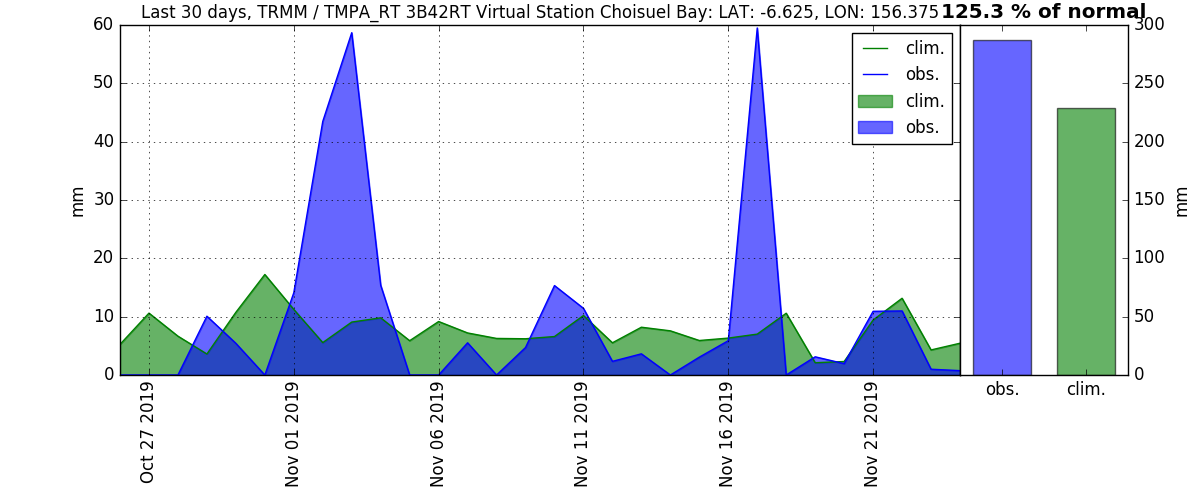 Last 30 days, TRMM / TMPA_RT 3B42RT Virtual Station Choisuel Bay: LAT: -6.625, LON: 156.375
125.3 % of normal
60
50
40
30
20
10
0
mm
clim.
obs.
clim.
obs.
Oct 27 2019
Nov 01 2019
Nov 06 2019
Nov 11 2019
Nov 16 2019
Nov 21 2019
300
250
200
150
100
50
0
mm
obs.
clim.